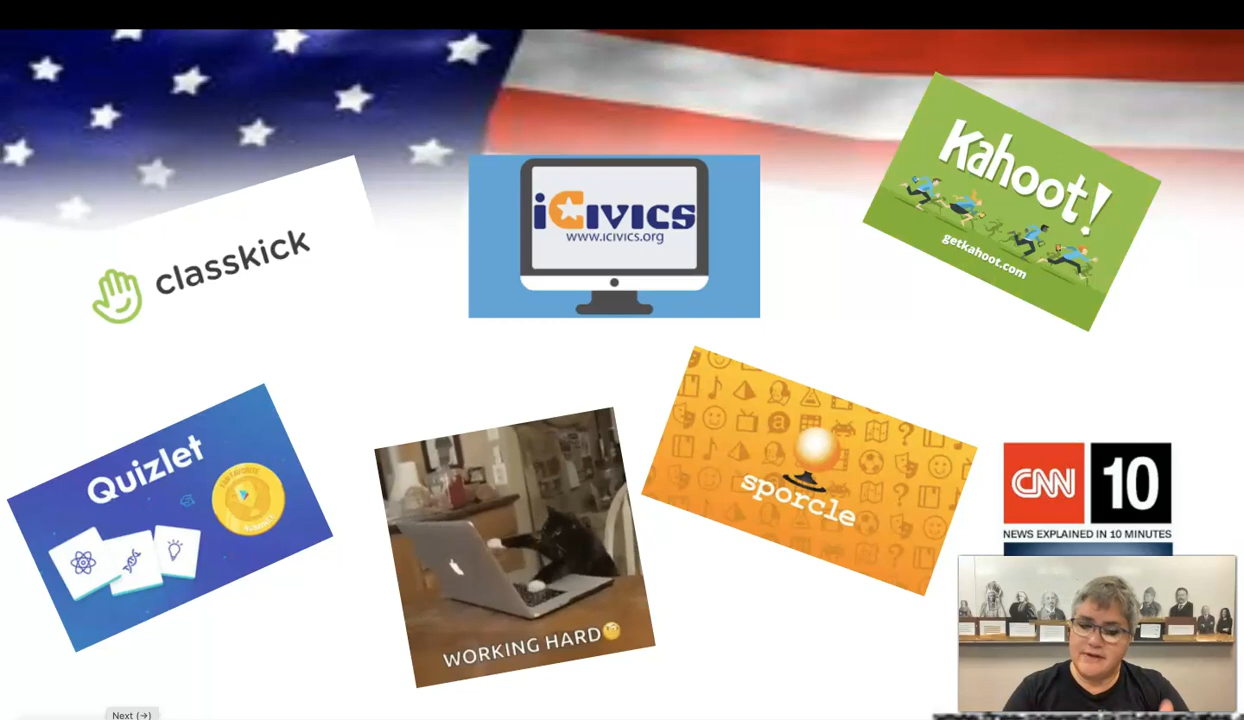 Kahoot!
getkahoot.com
iCivics
www.icivics.org
classkick
Quizlet
sporcle
CNN 10
NEWS EXPLAINED IN 10 MINUTES
WORKING HARD
Next (→)